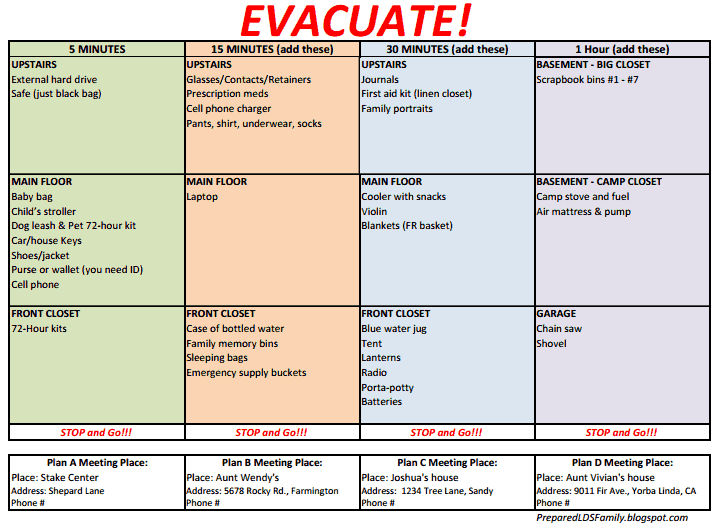 EVACUATE!
5 MINUTES
15 MINUTES (add these)
30 MINUTES (add these)
1 Hour (add these)
UPSTAIRS
External hard drive
Safe (just black bag)
UPSTAIRS
Glasses/Contacts/Retainers
Prescription meds
Cell phone charger
Pants, shirt, underwear, socks
UPSTAIRS
Journals
First aid kit (linen closet)
Family portraits
BASEMENT - BIG CLOSET
Scrapbook bins #1 - #7
MAIN FLOOR
Baby bag
Child's stroller
Dog leash & Pet 72-hour kit
Car/house Keys
Shoes/jacket
Purse or wallet (you need ID)
Cell phone
MAIN FLOOR
Laptop
MAIN FLOOR
Cooler with snacks
Violin
Blankets (FR basket)
BASEMENT - CAMP CLOSET
Camp stove and fuel
Air mattress & pump
FRONT CLOSET
72-Hour kits
FRONT CLOSET
Case of bottled water
Family memory bins
Sleeping bags
Emergency supply buckets
FRONT CLOSET
Blue water jug
Tent
Lanterns
Radio
Porta-potty
Batteries
GARAGE
Chain saw
Shovel
STOP and Go!!!
STOP and Go!!!
STOP and Go!!!
STOP and Go!!!
Plan A Meeting Place:
Place: Stake Center
Address: Shepard Lane
Phone #
Plan B Meeting Place:
Place: Aunt Wendy's
Address: 5678 Rocky Rd., Farmington
Phone #
Plan C Meeting Place:
Place: Joshua's house
Address: 1234 Tree Lane, Sandy
Phone #
Plan D Meeting Place:
Place: Aunt Vivian's house
Address: 9011 Fir Ave., Yorba Linda, CA
Phone #
PreparedLDSFamily.blogspot.com